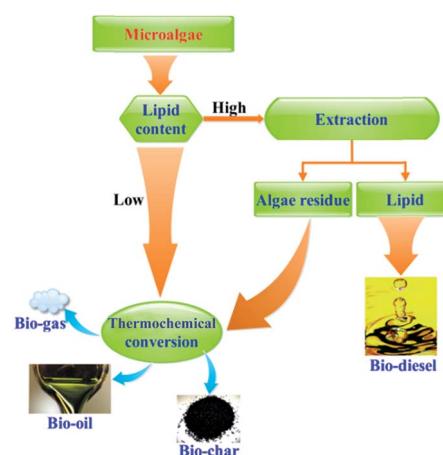 Microalgae
Lipid
content
High
Extraction
Low
Algae residue
Lipid
Bio-gas
Thermochemical
conversion
Bio-diesel
Bio-oil
Bio-char